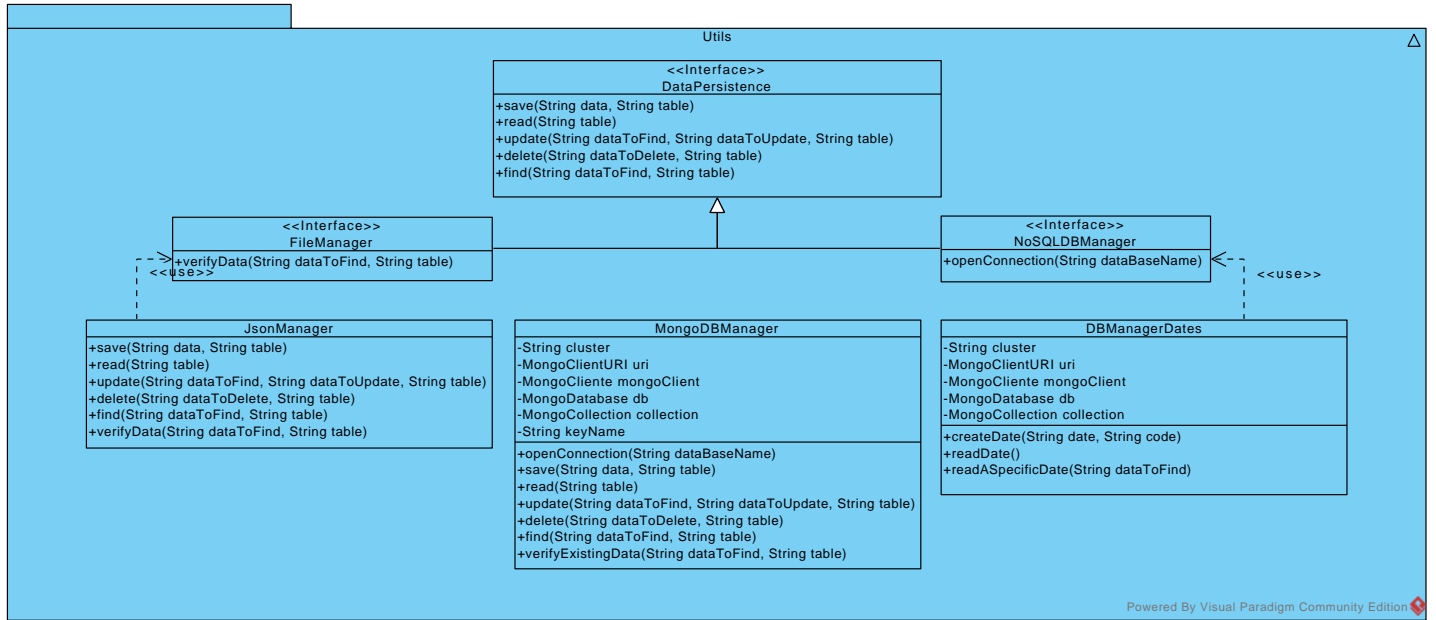 Utils
<<Interface>>
DataPersistence
+save(String data, String table)
+read(String table)
+update(String dataToFind, String dataToUpdate, String table)
+delete(String dataToDelete, String table)
+find(String dataToFind, String table)
<<Interface>>
FileManager
+verifyData(String dataToFind, String table)
<<use>>
<<Interface>>
NoSQLDBManager
+openConnection(String dataBaseName)
<<use>>
JsonManager
+save(String data, String table)
+read(String table)
+update(String dataToFind, String dataToUpdate, String table)
+delete(String dataToDelete, String table)
+find(String dataToFind, String table)
+verifyData(String dataToFind, String table)
MongoDBManager
-String cluster
-MongoClientURI uri
-MongoCliente mongoClient
-MongoDatabase db
-MongoCollection collection
-String keyName
+openConnection(String dataBaseName)
+save(String data, String table)
+read(String table)
+update(String dataToFind, String dataToUpdate, String table)
+delete(String dataToDelete, String table)
+find(String dataToFind, String table)
+verifyExistingData(String dataToFind, String table)
DBManagerDates
-String cluster
-MongoClientURI uri
-MongoCliente mongoClient
-MongoDatabase db
-MongoCollection collection
+createDate(String date, String code)
+readDate()
+readASpecificDate(String dataToFind)
Powered By Visual Paradigm Community Edition